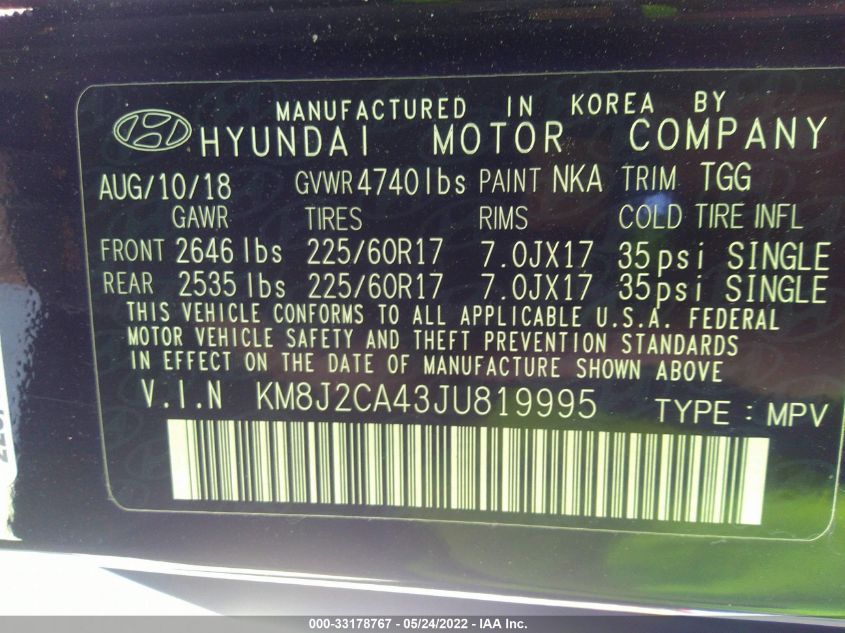 MANUFACTURED IN KOREA BY
HYUNDAI MOTOR COMPANY
AUG/10/18 GVWR 4740 lbs PAINT NKA TRIM TGG
GAWR TIRES RIMS COLD TIRE INFL
FRONT 2646 lbs 225/60R17 7.0JX17 35psi SINGLE
REAR 2535 lbs 225/60R17 7.0JX17 35psi SINGLE
THIS VEHICLE CONFORMS TO ALL APPLICABLE U.S.A. FEDERAL
MOTOR VEHICLE SAFETY AND THEFT PREVENTION STANDARDS
IN EFFECT ON THE DATE OF MANUFACTURE SHOWN ABOVE
V.I.N KM8J2CA43JU819995 TYPE : MPV
000-33178767 - 05/24/2022 - IAA Inc.